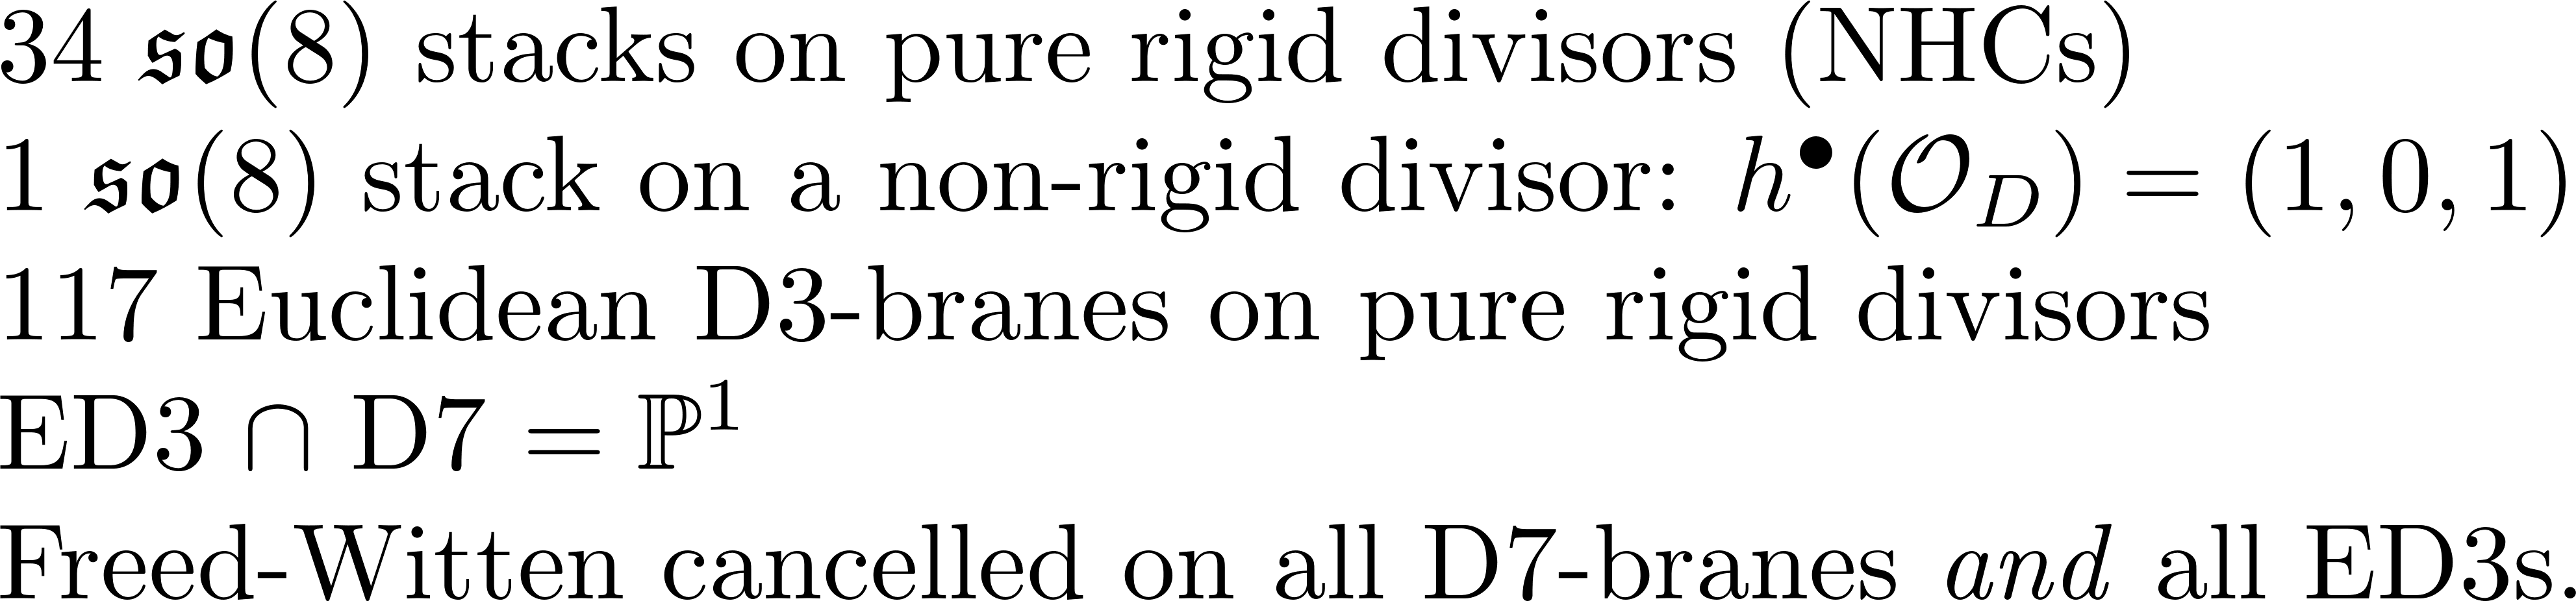 34 𝖘𝖔(8) stacks on pure rigid divisors (NHCs)
1 𝖘𝖔(8) stack on a non-rigid divisor: h^•(𝒪_D) = (1, 0, 1)
117 Euclidean D3-branes on pure rigid divisors
ED3 ∩ D7 = ℙ¹
Freed-Witten cancelled on all D7-branes and all ED3s.